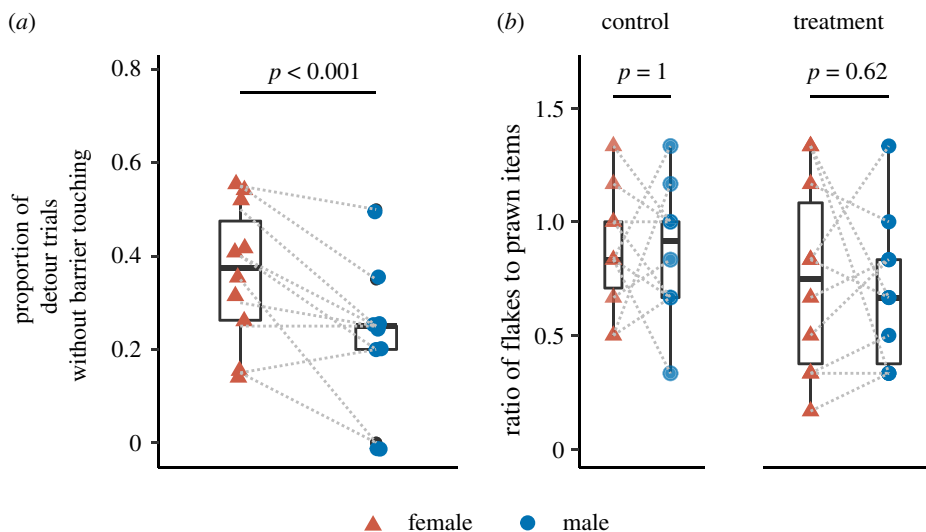 (a)
p < 0.001
0.8
0.6
0.4
0.2
0
proportion of
detour trials
without barrier touching
(b)
control
treatment
p = 1
p = 0.62
1.5
1.0
0.5
0
ratio of flakes to prawn items
female
male